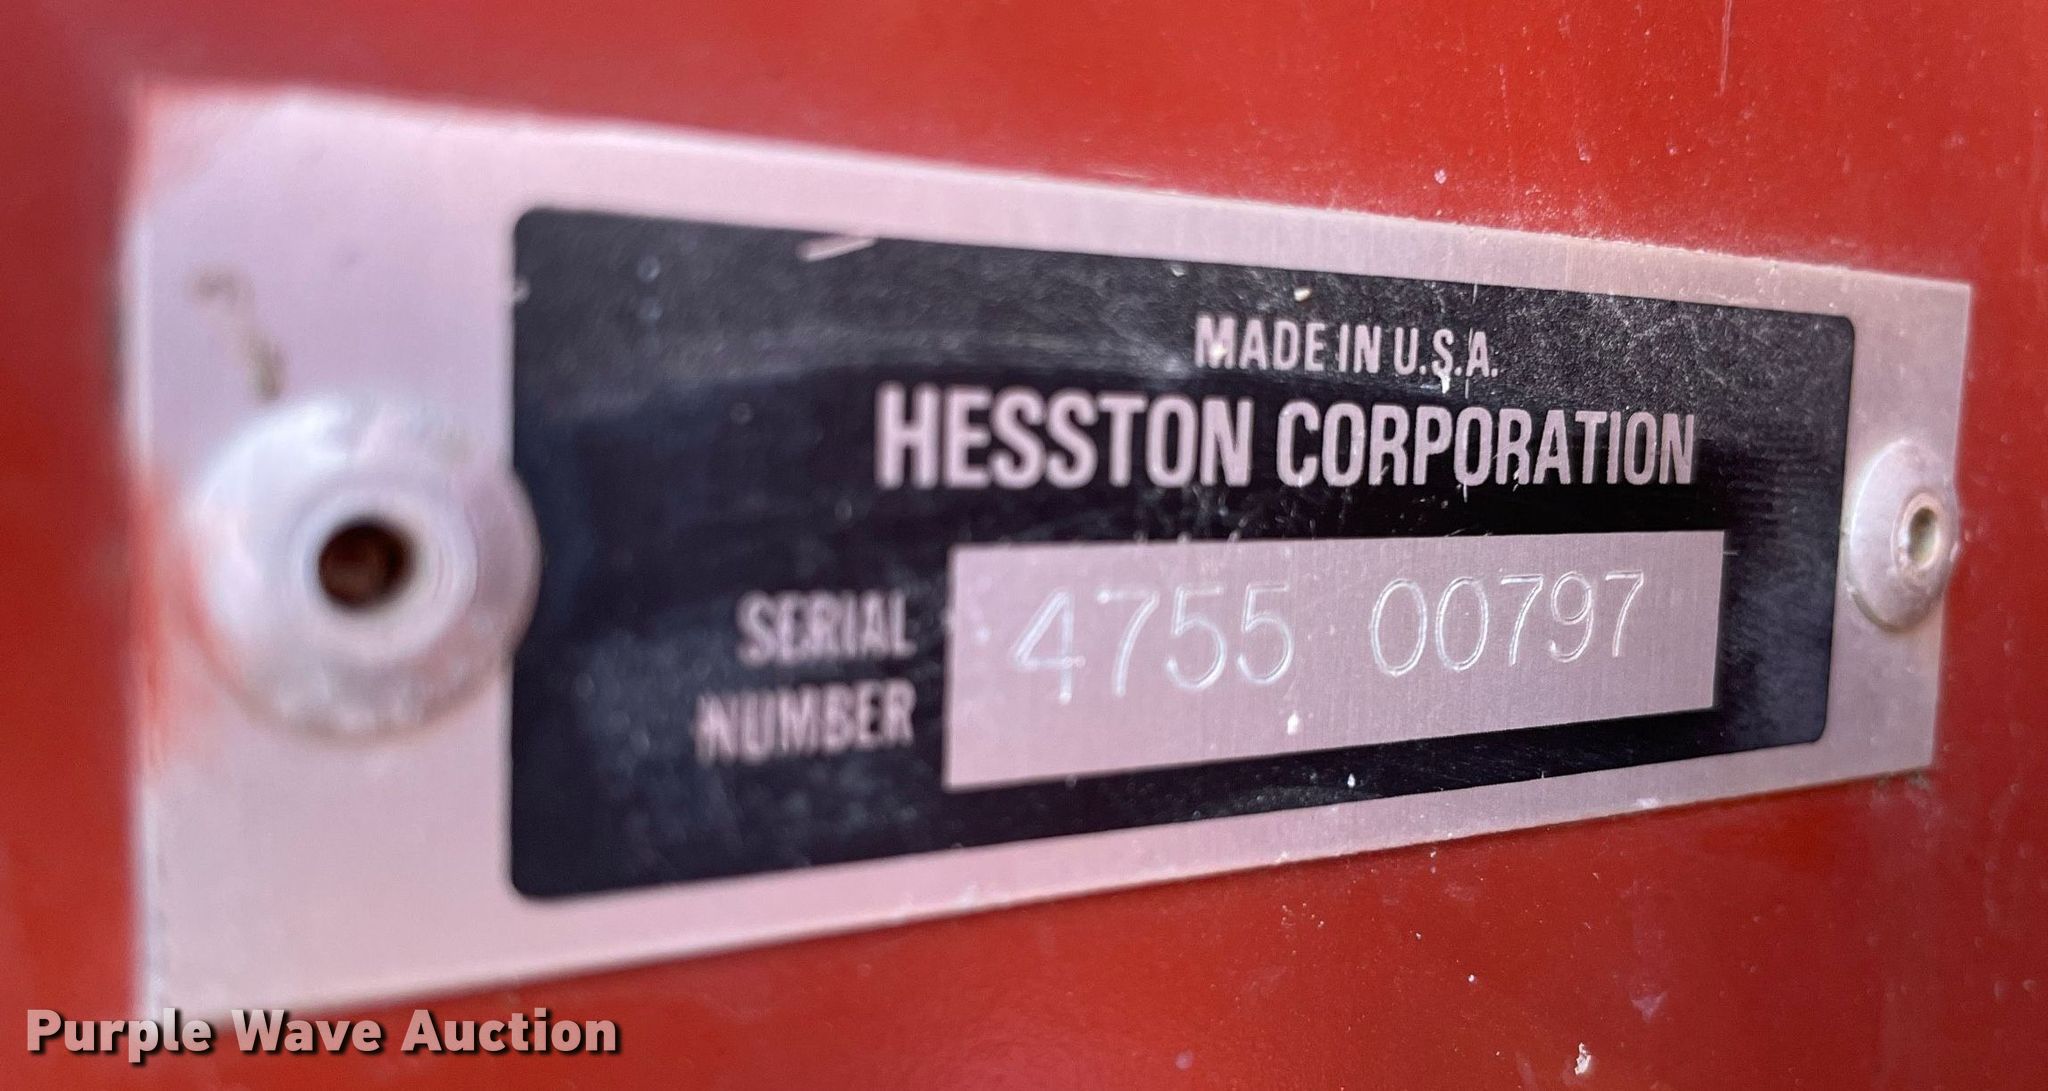 MADE IN U.S.A.
HESSTON CORPORATION
SERIAL
NUMBER
4755 00797
Purple Wave Auction